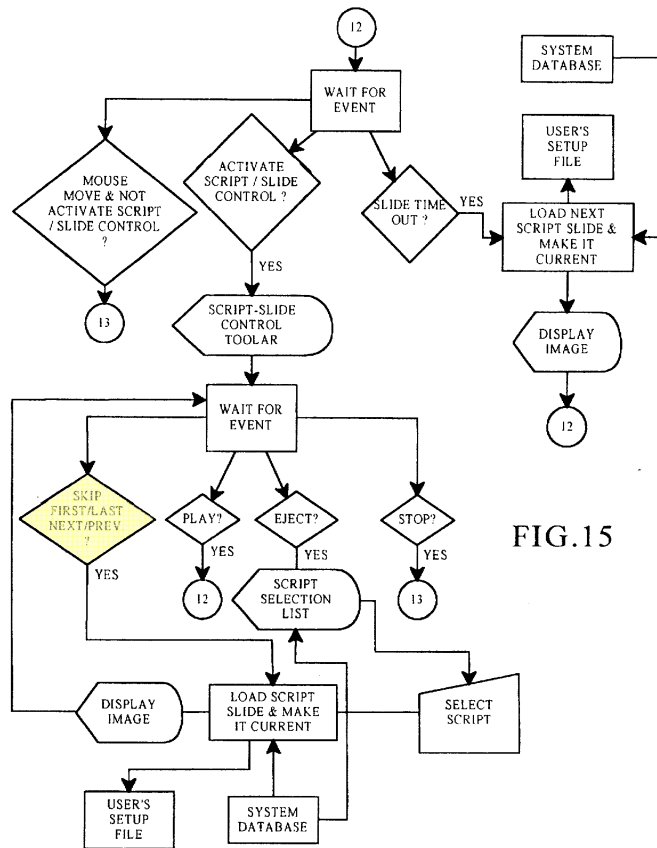 12
WAIT FOR
EVENT
SYSTEM
DATABASE
USER'S
SETUP
FILE
MOUSE
MOVE & NOT
ACTIVATE SCRIPT
/ SLIDE CONTROL
?
ACTIVATE
SCRIPT / SLIDE
CONTROL ?
SLIDE TIME
OUT ?
YES
LOAD NEXT
SCRIPT SLIDE &
MAKE IT
CURRENT
YES
13
SCRIPT-SLIDE
CONTROL
TOOLAR
DISPLAY
IMAGE
12
WAIT FOR
EVENT
SKIP
FIRST/LAST
NEXT/PREV.
?
PLAY?
EJECT?
STOP?
YES
YES
YES
YES
12
SCRIPT
SELECTION
LIST
13
FIG.15
DISPLAY
IMAGE
LOAD SCRIPT
SLIDE & MAKE
IT CURRENT
SELECT
SCRIPT
USER'S
SETUP
FILE
SYSTEM
DATABASE